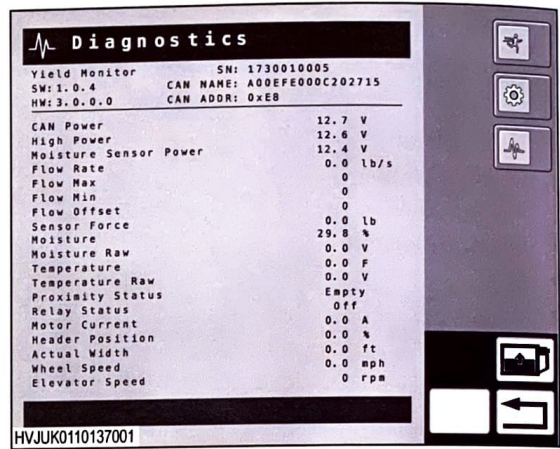 Diagnostics
Yield Monitor SN: 1730010005
SW:1.0.4 CAN NAME: A00EFE000C202715
HW:3.0.0.0 CAN ADDR: 0xE8
CAN Power 12.7 V
High Power 12.6 V
Moisture Sensor Power 12.4 V
Flow Rate 0.0 lb/s
Flow Max 0
Flow Min 0
Flow Offset 0
Sensor Force 0.0 lb
Moisture 29.8 %
Moisture Raw 0.0 V
Temperature 0.0 F
Temperature Raw 0.0 V
Proximity Status Empty
Relay Status Off
Motor Current 0.0 A
Header Position 0.0 %
Actual Width 0.0 ft
Wheel Speed 0.0 mph
Elevator Speed 0 rpm
HVJUK0110137001